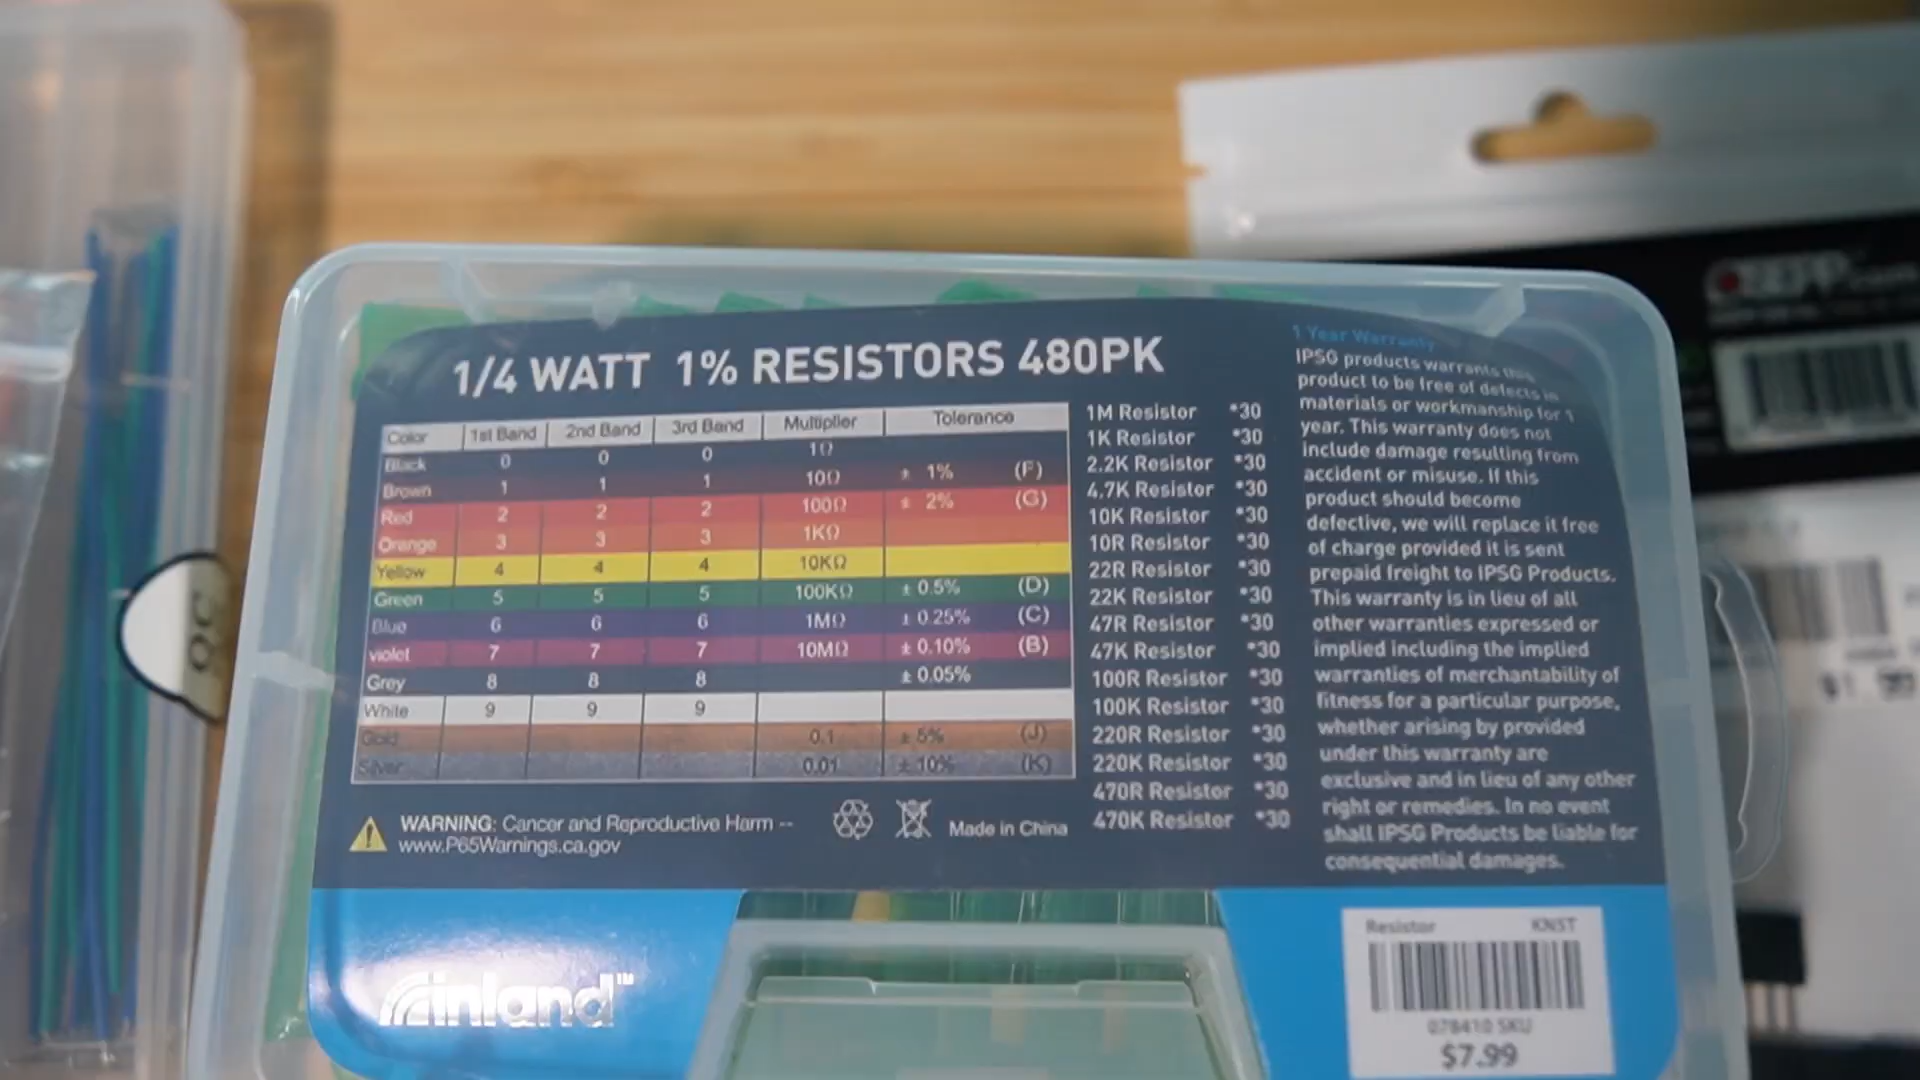 1/4 WATT 1% RESISTORS 480PK
Color 1st Band 2nd Band 3rd Band Multiplier Tolerance
Black 0 0 0 1Ω
Brown 1 1 1 10Ω ± 1% (F)
Red 2 2 2 100Ω ± 2% (G)
Orange 3 3 3 1KΩ
Yellow 4 4 4 10KΩ
Green 5 5 5 100KΩ ± 0.5% (D)
Blue 6 6 6 1MΩ ± 0.25% (C)
violet 7 7 7 10MΩ ± 0.10% (B)
Grey 8 8 8 ± 0.05%
White 9 9 9
Gold 0.1 ± 5% (J)
Silver 0.01 ± 10% (K)
WARNING: Cancer and Reproductive Harm --
www.P65Warnings.ca.gov
Made in China
1M Resistor *30
1K Resistor *30
2.2K Resistor *30
4.7K Resistor *30
10K Resistor *30
10R Resistor *30
22R Resistor *30
22K Resistor *30
47R Resistor *30
47K Resistor *30
100R Resistor *30
100K Resistor *30
220R Resistor *30
220K Resistor *30
470R Resistor *30
470K Resistor *30
1 Year Warranty
IPSG products warrants this
product to be free of defects in
materials or workmanship for 1
year. This warranty does not
include damage resulting from
accident or misuse. If this
product should become
defective, we will replace it free
of charge provided it is sent
prepaid freight to IPSG Products.
This warranty is in lieu of all
other warranties expressed or
implied including the implied
warranties of merchantability of
fitness for a particular purpose,
whether arising by provided
under this warranty are
exclusive and in lieu of any other
right or remedies. In no event
shall IPSG Products be liable for
consequential damages.
inland™
Resistor KNST
078410 SKU
$7.99
QC